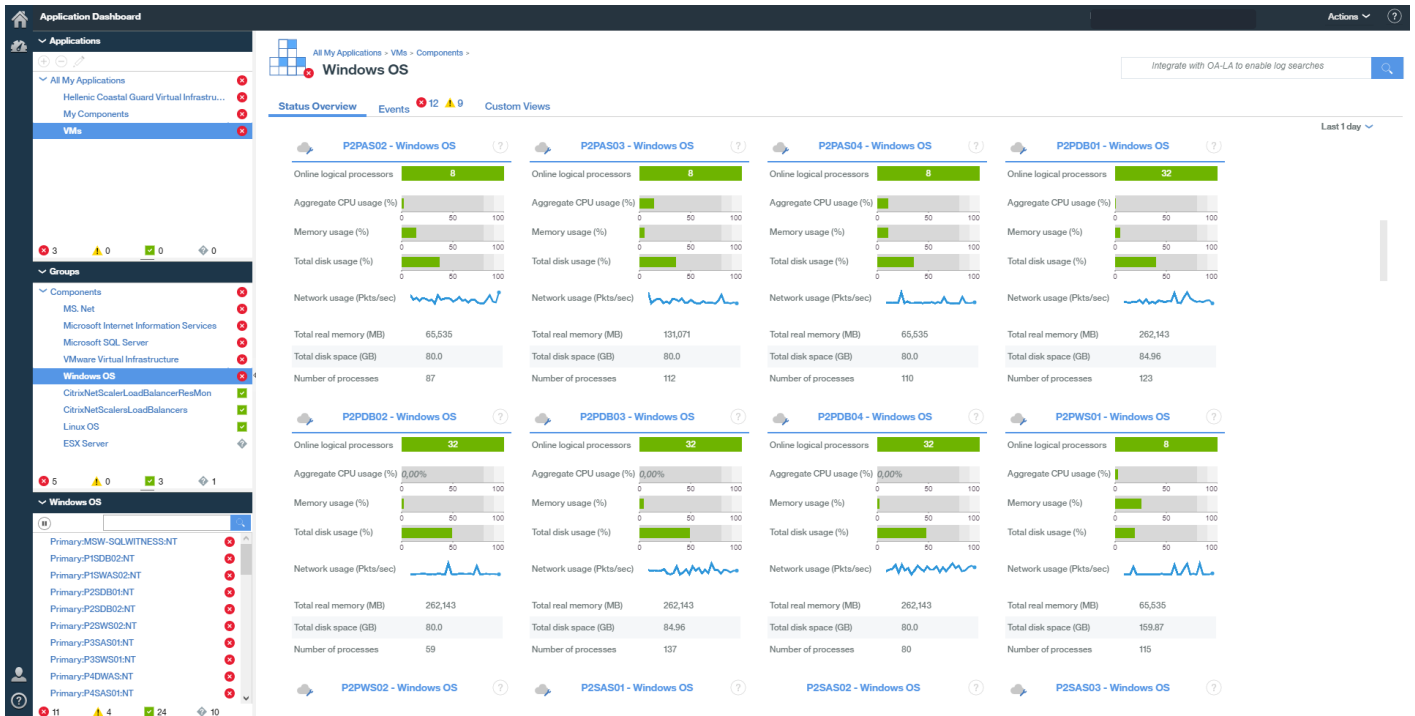 Application Dashboard
Actions
?
Applications
All My Applications
Hellenic Coastal Guard Virtual Infrastru...
My Components
VMs
3 0 0 0
Groups
Components
MS. Net
Microsoft Internet Information Services
Microsoft SQL Server
VMware Virtual Infrastructure
Windows OS
CitrixNetScalerLoadBalancerResMon
CitrixNetScalersLoadBalancers
Linux OS
ESX Server
5 0 3 1
Windows OS
Primary:MSW-SQLWITNESS:NT
Primary:P1SDB02:NT
Primary:P1SWAS02:NT
Primary:P2SDB01:NT
Primary:P2SDB02:NT
Primary:P2SWS02:NT
Primary:P3SAS01:NT
Primary:P3SWS01:NT
Primary:P4DWAS:NT
Primary:P4SAS01:NT
11 4 24 10
All My Applications > VMs > Components >
Windows OS
Integrate with OA-LA to enable log searches
Status Overview Events 12 9 Custom Views
Last 1 day
P2PAS02 - Windows OS ?
Online logical processors 8
Aggregate CPU usage (%)
0 50 100
Memory usage (%)
0 50 100
Total disk usage (%)
0 50 100
Network usage (Pkts/sec)
Total real memory (MB) 65,535
Total disk space (GB) 80.0
Number of processes 87
P2PAS03 - Windows OS ?
Online logical processors 8
Aggregate CPU usage (%)
0 50 100
Memory usage (%)
0 50 100
Total disk usage (%)
0 50 100
Network usage (Pkts/sec)
Total real memory (MB) 131,071
Total disk space (GB) 80.0
Number of processes 112
P2PAS04 - Windows OS ?
Online logical processors 8
Aggregate CPU usage (%)
0 50 100
Memory usage (%)
0 50 100
Total disk usage (%)
0 50 100
Network usage (Pkts/sec)
Total real memory (MB) 65,535
Total disk space (GB) 80.0
Number of processes 110
P2PDB01 - Windows OS ?
Online logical processors 32
Aggregate CPU usage (%)
0 50 100
Memory usage (%)
0 50 100
Total disk usage (%)
0 50 100
Network usage (Pkts/sec)
Total real memory (MB) 262,143
Total disk space (GB) 84.96
Number of processes 123
P2PDB02 - Windows OS ?
Online logical processors 32
Aggregate CPU usage (%) 0,00%
0 50 100
Memory usage (%)
0 50 100
Total disk usage (%)
0 50 100
Network usage (Pkts/sec)
Total real memory (MB) 262,143
Total disk space (GB) 80.0
Number of processes 59
P2PDB03 - Windows OS ?
Online logical processors 32
Aggregate CPU usage (%) 0,00%
0 50 100
Memory usage (%)
0 50 100
Total disk usage (%)
0 50 100
Network usage (Pkts/sec)
Total real memory (MB) 262,143
Total disk space (GB) 84.96
Number of processes 137
P2PDB04 - Windows OS ?
Online logical processors 32
Aggregate CPU usage (%) 0,00%
0 50 100
Memory usage (%)
0 50 100
Total disk usage (%)
0 50 100
Network usage (Pkts/sec)
Total real memory (MB) 262,143
Total disk space (GB) 80.0
Number of processes 80
P2PWS01 - Windows OS ?
Online logical processors 8
Aggregate CPU usage (%)
0 50 100
Memory usage (%)
0 50 100
Total disk usage (%)
0 50 100
Network usage (Pkts/sec)
Total real memory (MB) 65,535
Total disk space (GB) 159.87
Number of processes 115
P2PWS02 - Windows OS ?
P2SAS01 - Windows OS ?
P2SAS02 - Windows OS ?
P2SAS03 - Windows OS ?
?